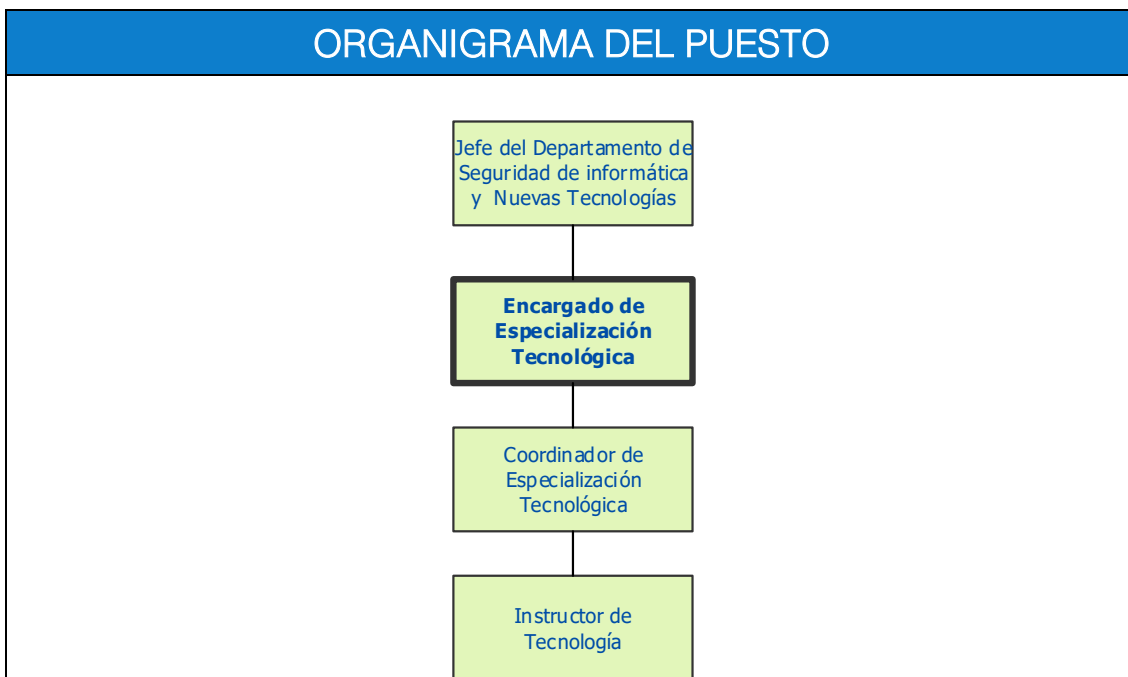 ORGANIGRAMA DEL PUESTO
Jefe del Departamento de
Seguridad de informática
y Nuevas Tecnologías
Encargado de
Especialización
Tecnológica
Coordinador de
Especialización
Tecnológica
Instructor de
Tecnología